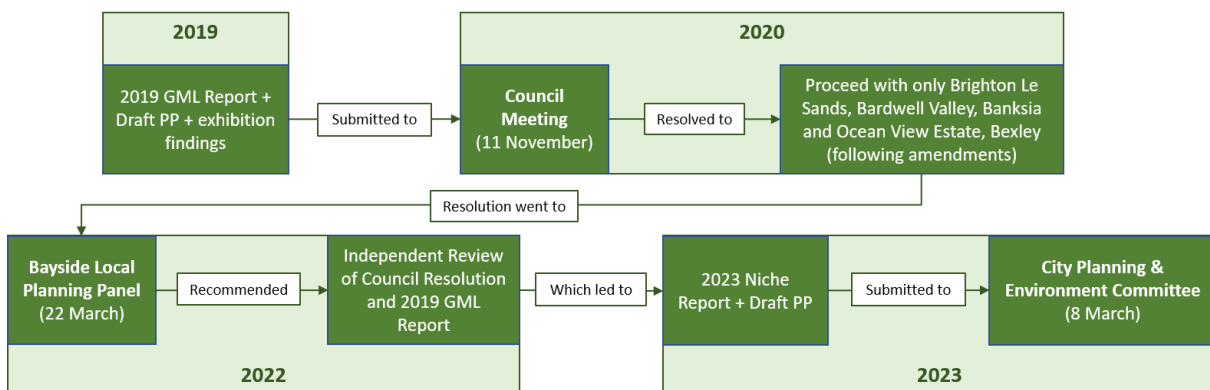 2019
2020
2019 GML Report +
Draft PP + exhibition
findings
Submitted to
Council
Meeting
(11 November)
Resolved to
Proceed with only Brighton Le
Sands, Bardwell Valley, Banksia
and Ocean View Estate, Bexley
(following amendments)
Resolution went to
Bayside Local
Planning Panel
(22 March)
Recommended
Independent Review
of Council Resolution
and 2019 GML
Report
Which led to
2023 Niche
Report + Draft PP
Submitted to
City Planning &
Environment Committee
(8 March)
2022
2023